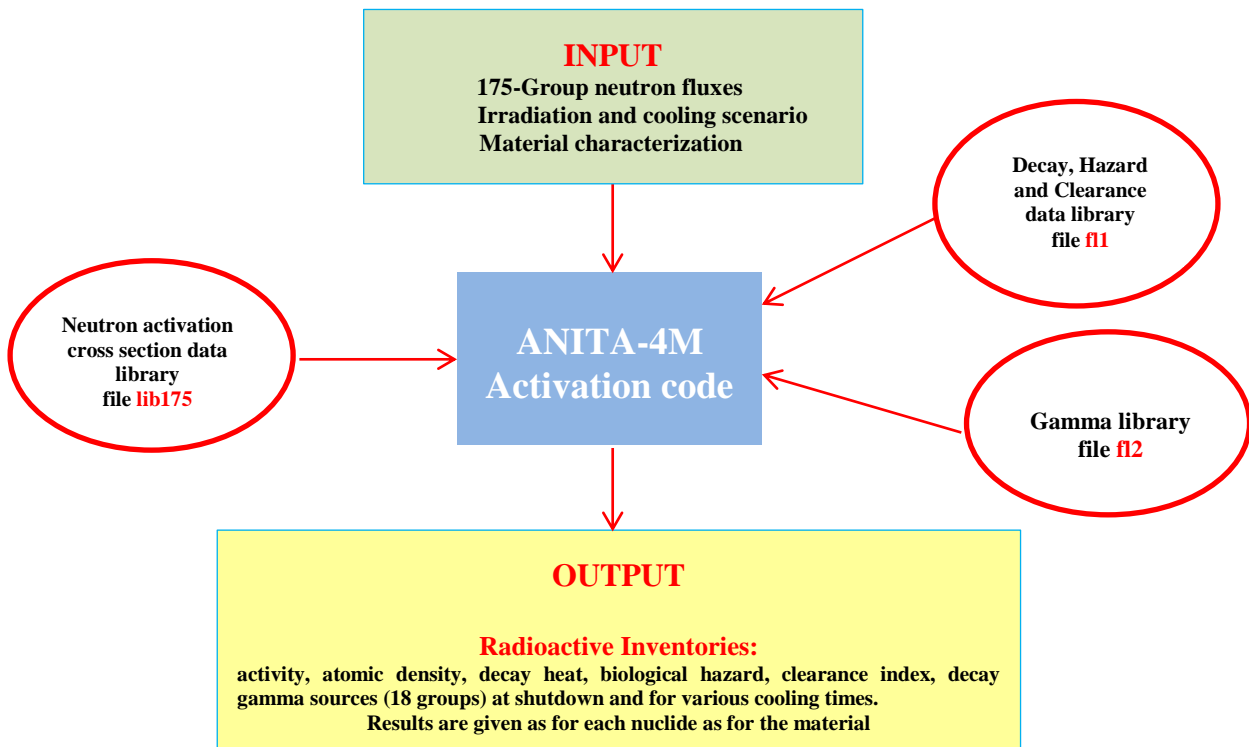 INPUT
175-Group neutron fluxes
Irradiation and cooling scenario
Material characterization
Decay, Hazard
and Clearance
data library
file fl1
Neutron activation
cross section data
library
file lib175
ANITA-4M
Activation code
Gamma library
file fl2
OUTPUT
Radioactive Inventories:
activity, atomic density, decay heat, biological hazard, clearance index, decay
gamma sources (18 groups) at shutdown and for various cooling times.
Results are given as for each nuclide as for the material